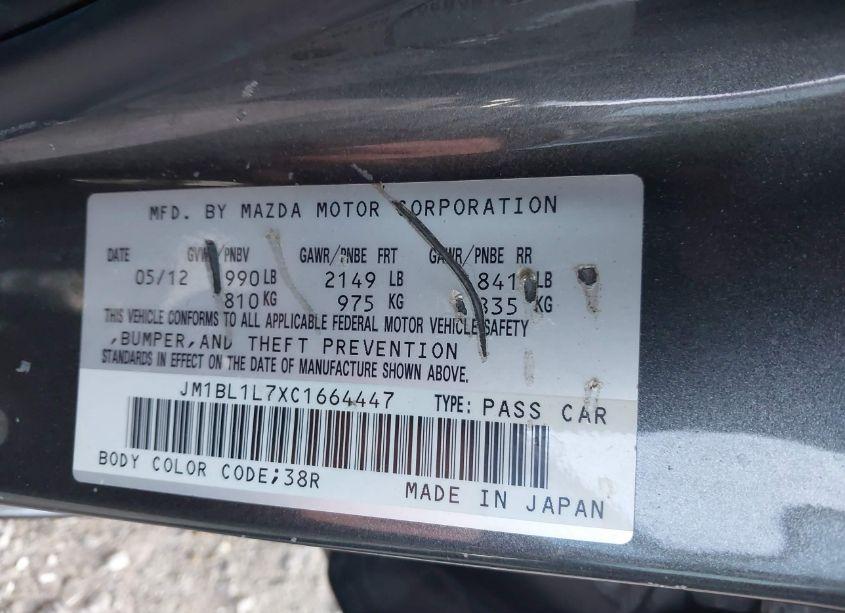 MFD. BY MAZDA MOTOR CORPORATION
DATE GVWR/PNBV GAWR/PNBE FRT GAWR/PNBE RR
05/12 990 LB 2149 LB 841 LB
810 KG 975 KG 835 KG
THIS VEHICLE CONFORMS TO ALL APPLICABLE FEDERAL MOTOR VEHICLE SAFETY
,BUMPER,AND THEFT PREVENTION
STANDARDS IN EFFECT ON THE DATE OF MANUFACTURE SHOWN ABOVE.
JM1BL1L7XC1664447 TYPE: PASS CAR
BODY COLOR CODE;38R
MADE IN JAPAN